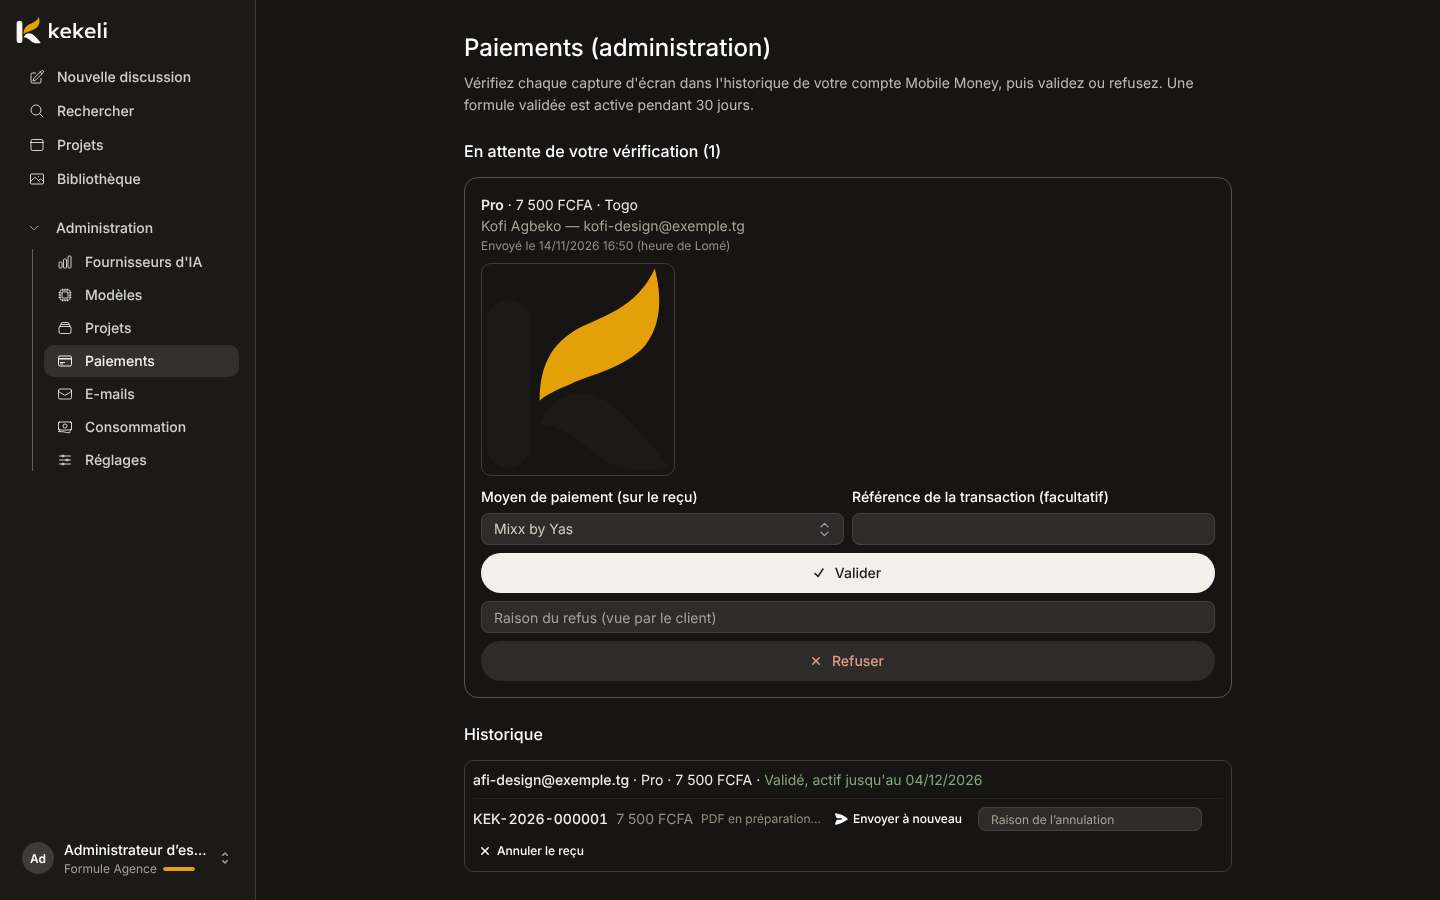 kekeli
Nouvelle discussion
Rechercher
Projets
Bibliothèque
Administration
Fournisseurs d'IA
Modèles
Projets
Paiements
E-mails
Consommation
Réglages
Ad
Administrateur d'es…
Formule Agence
Paiements (administration)
Vérifiez chaque capture d'écran dans l'historique de votre compte Mobile Money, puis validez ou refusez. Une
formule validée est active pendant 30 jours.
En attente de votre vérification (1)
Pro · 7 500 FCFA · Togo
Kofi Agbeko — kofi-design@exemple.tg
Envoyé le 14/11/2026 16:50 (heure de Lomé)
Moyen de paiement (sur le reçu)
Référence de la transaction (facultatif)
Mixx by Yas
Valider
Raison du refus (vue par le client)
Refuser
Historique
afi-design@exemple.tg · Pro · 7 500 FCFA · Validé, actif jusqu'au 04/12/2026
KEK-2026-000001 7 500 FCFA PDF en préparation… Envoyer à nouveau Raison de l'annulation
Annuler le reçu